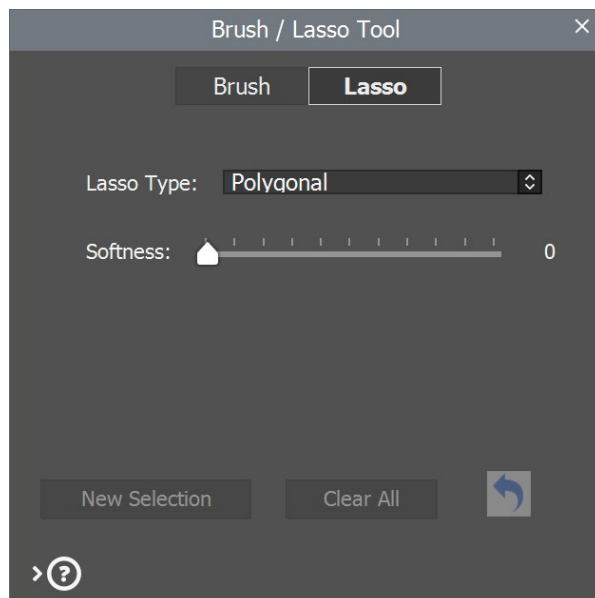 Brush / Lasso Tool
Brush Lasso
Lasso Type: Polygonal
Softness: 0
New Selection Clear All